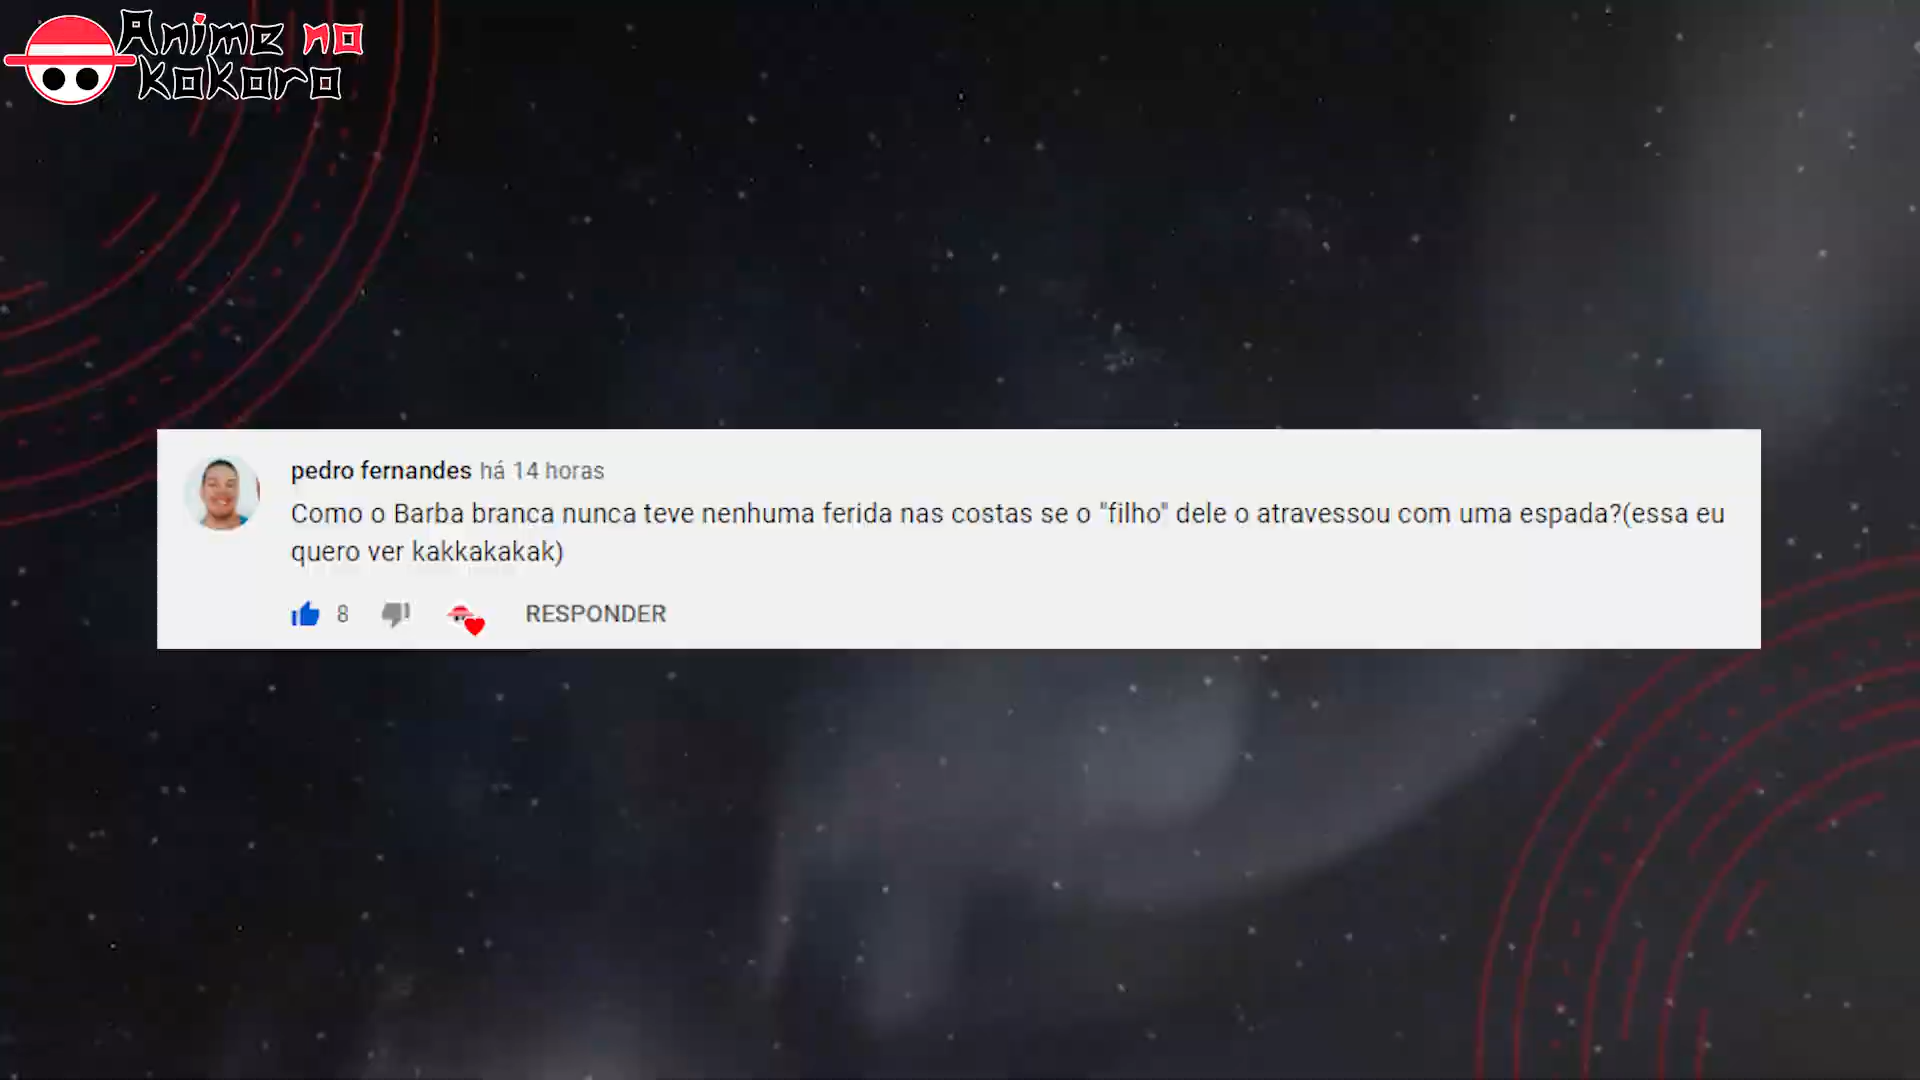 Anime no
kokoro
pedro fernandes há 14 horas
Como o Barba branca nunca teve nenhuma ferida nas costas se o "filho" dele o atravessou com uma espada?(essa eu
quero ver kakkakakak)
8 RESPONDER